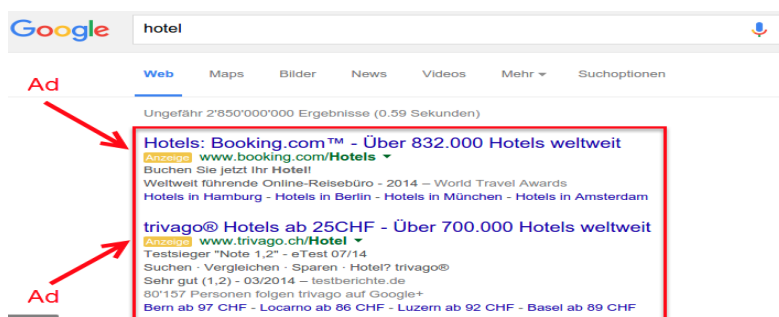 Google hotel
Web Maps Bilder News Videos Mehr Suchoptionen
Ad
Ungefähr 2'850'000'000 Ergebnisse (0.59 Sekunden)
Hotels: Booking.com™ - Über 832.000 Hotels weltweit
Anzeige www.booking.com/Hotels
Buchen Sie jetzt Ihr Hotel!
Weltweit führende Online-Reisebüro - 2014 – World Travel Awards
Hotels in Hamburg - Hotels in Berlin - Hotels in München - Hotels in Amsterdam
trivago® Hotels ab 25CHF - Über 700.000 Hotels weltweit
Anzeige www.trivago.ch/Hotel
Testsieger "Note 1,2" - eTest 07/14
Suchen · Vergleichen · Sparen · Hotel? trivago®
Sehr gut (1,2) - 03/2014 – testberichte.de
Ad
80'157 Personen folgen trivago auf Google+
Bern ab 97 CHF - Locarno ab 86 CHF - Luzern ab 92 CHF - Basel ab 89 CHF